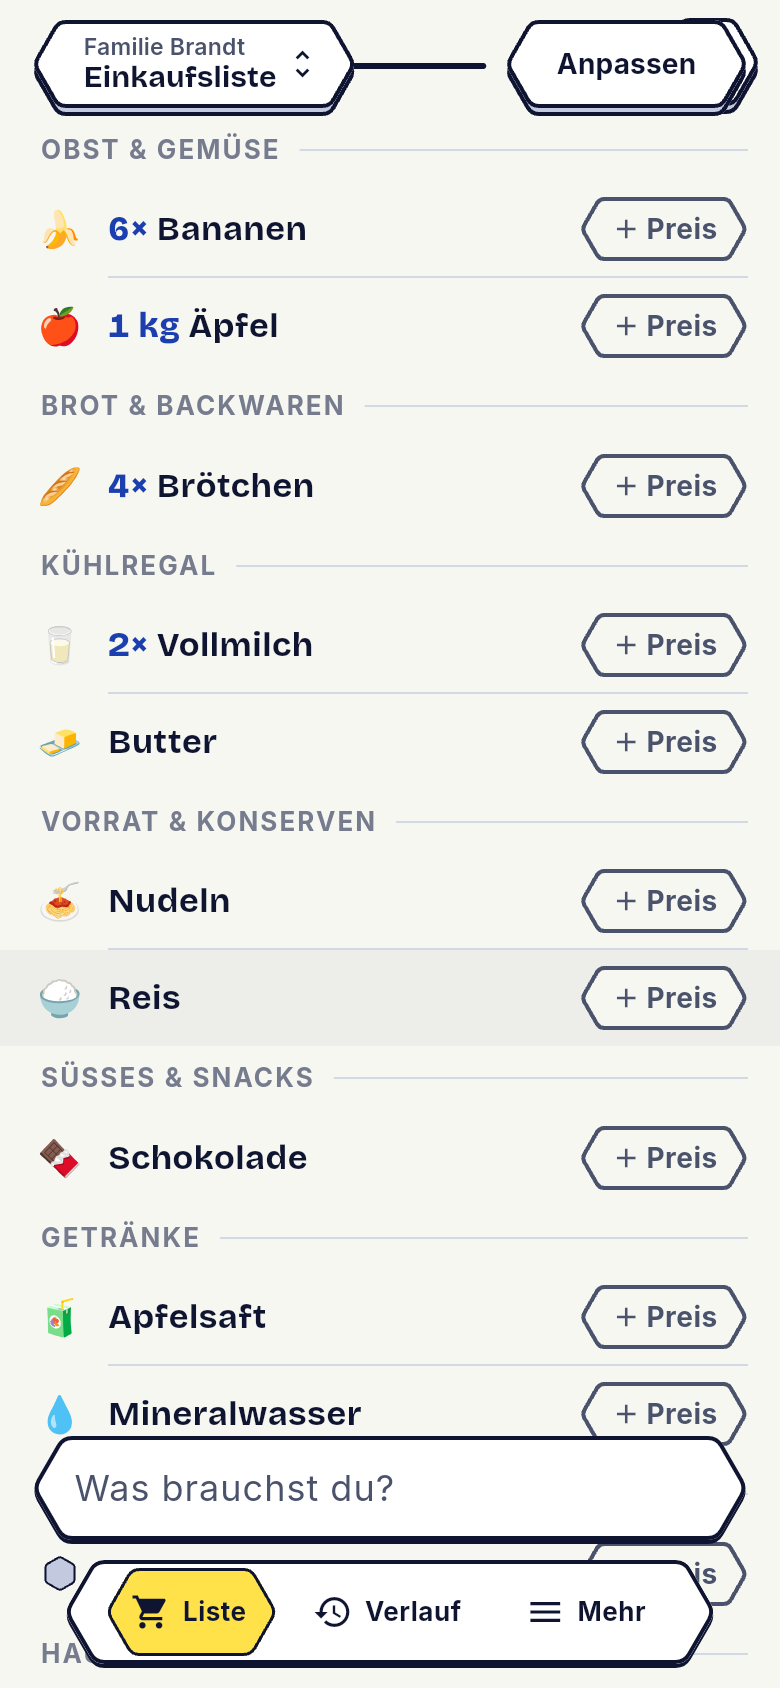 Familie Brandt
Einkaufsliste
Anpassen
OBST & GEMÜSE
6× Bananen
+ Preis
1 kg Äpfel
+ Preis
BROT & BACKWAREN
4× Brötchen
+ Preis
KÜHLREGAL
2× Vollmilch
+ Preis
Butter
+ Preis
VORRAT & KONSERVEN
Nudeln
+ Preis
Reis
+ Preis
SÜSSES & SNACKS
Schokolade
+ Preis
GETRÄNKE
Apfelsaft
+ Preis
Mineralwasser
+ Preis
Was brauchst du?
Liste
Verlauf
Mehr